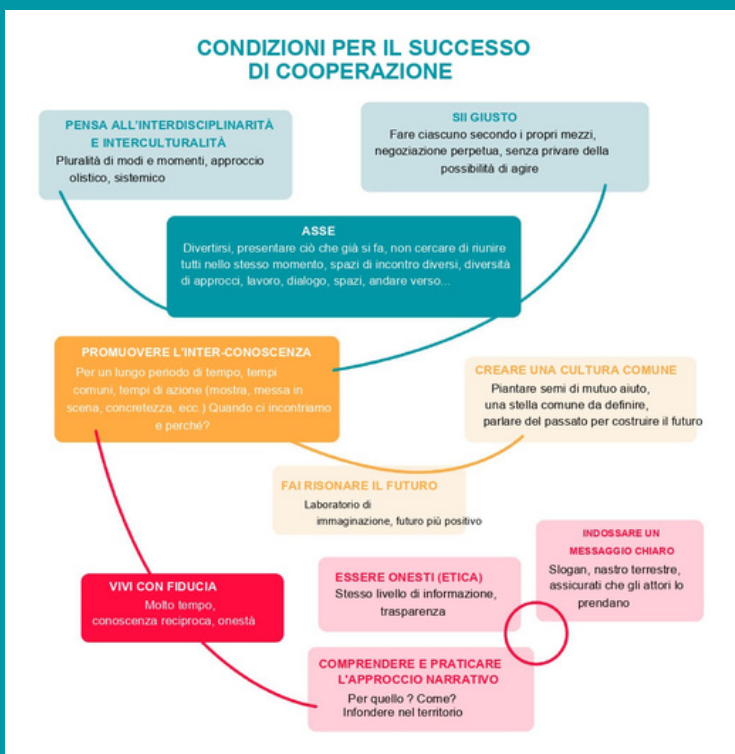 CONDIZIONI PER IL SUCCESSO
DI COOPERAZIONE
PENSA ALL'INTERDISCIPLINARITÀ
E INTERCULTURALITÀ
Pluralità di modi e momenti, approccio
olistico, sistemico
SII GIUSTO
Fare ciascuno secondo i propri mezzi,
negoziazione perpetua, senza privare della
possibilità di agire
ASSE
Divertirsi, presentare ciò che già si fa, non cercare di riunire
tutti nello stesso momento, spazi di incontro diversi, diversità
di approcci, lavoro, dialogo, spazi, andare verso...
PROMUOVERE L'INTER-CONOSCENZA
Per un lungo periodo di tempo, tempi
comuni, tempi di azione (mostra, messa in
scena, concretezza, ecc.) Quando ci incontriamo
e perché?
CREARE UNA CULTURA COMUNE
Piantare semi di mutuo aiuto,
una stella comune da definire,
parlare del passato per costruire il futuro
FAI RISONARE IL FUTURO
Laboratorio di
immaginazione, futuro più positivo
INDOSSARE UN
MESSAGGIO CHIARO
Slogan, nastro terrestre,
assicurati che gli attori lo
prendano
ESSERE ONESTI (ETICA)
Stesso livello di informazione,
trasparenza
VIVI CON FIDUCIA
Molto tempo,
conoscenza reciproca, onestà
COMPRENDERE E PRATICARE
L'APPROCCIO NARRATIVO
Per quello ? Come?
Infondere nel territorio